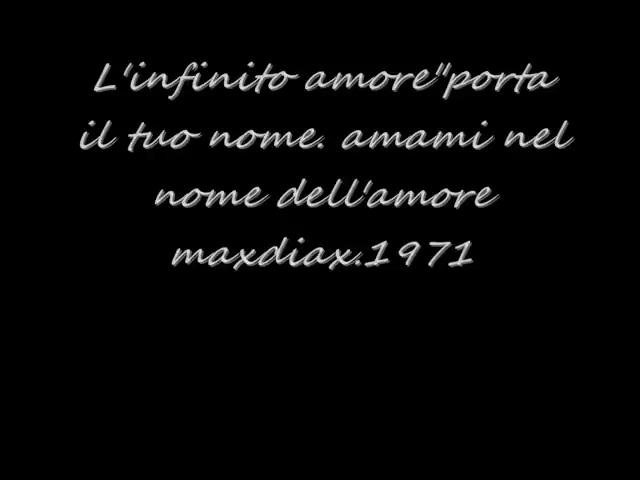 L'infinito amore"porta
il tuo nome. amami nel
nome dell'amore
maxdiax.1971